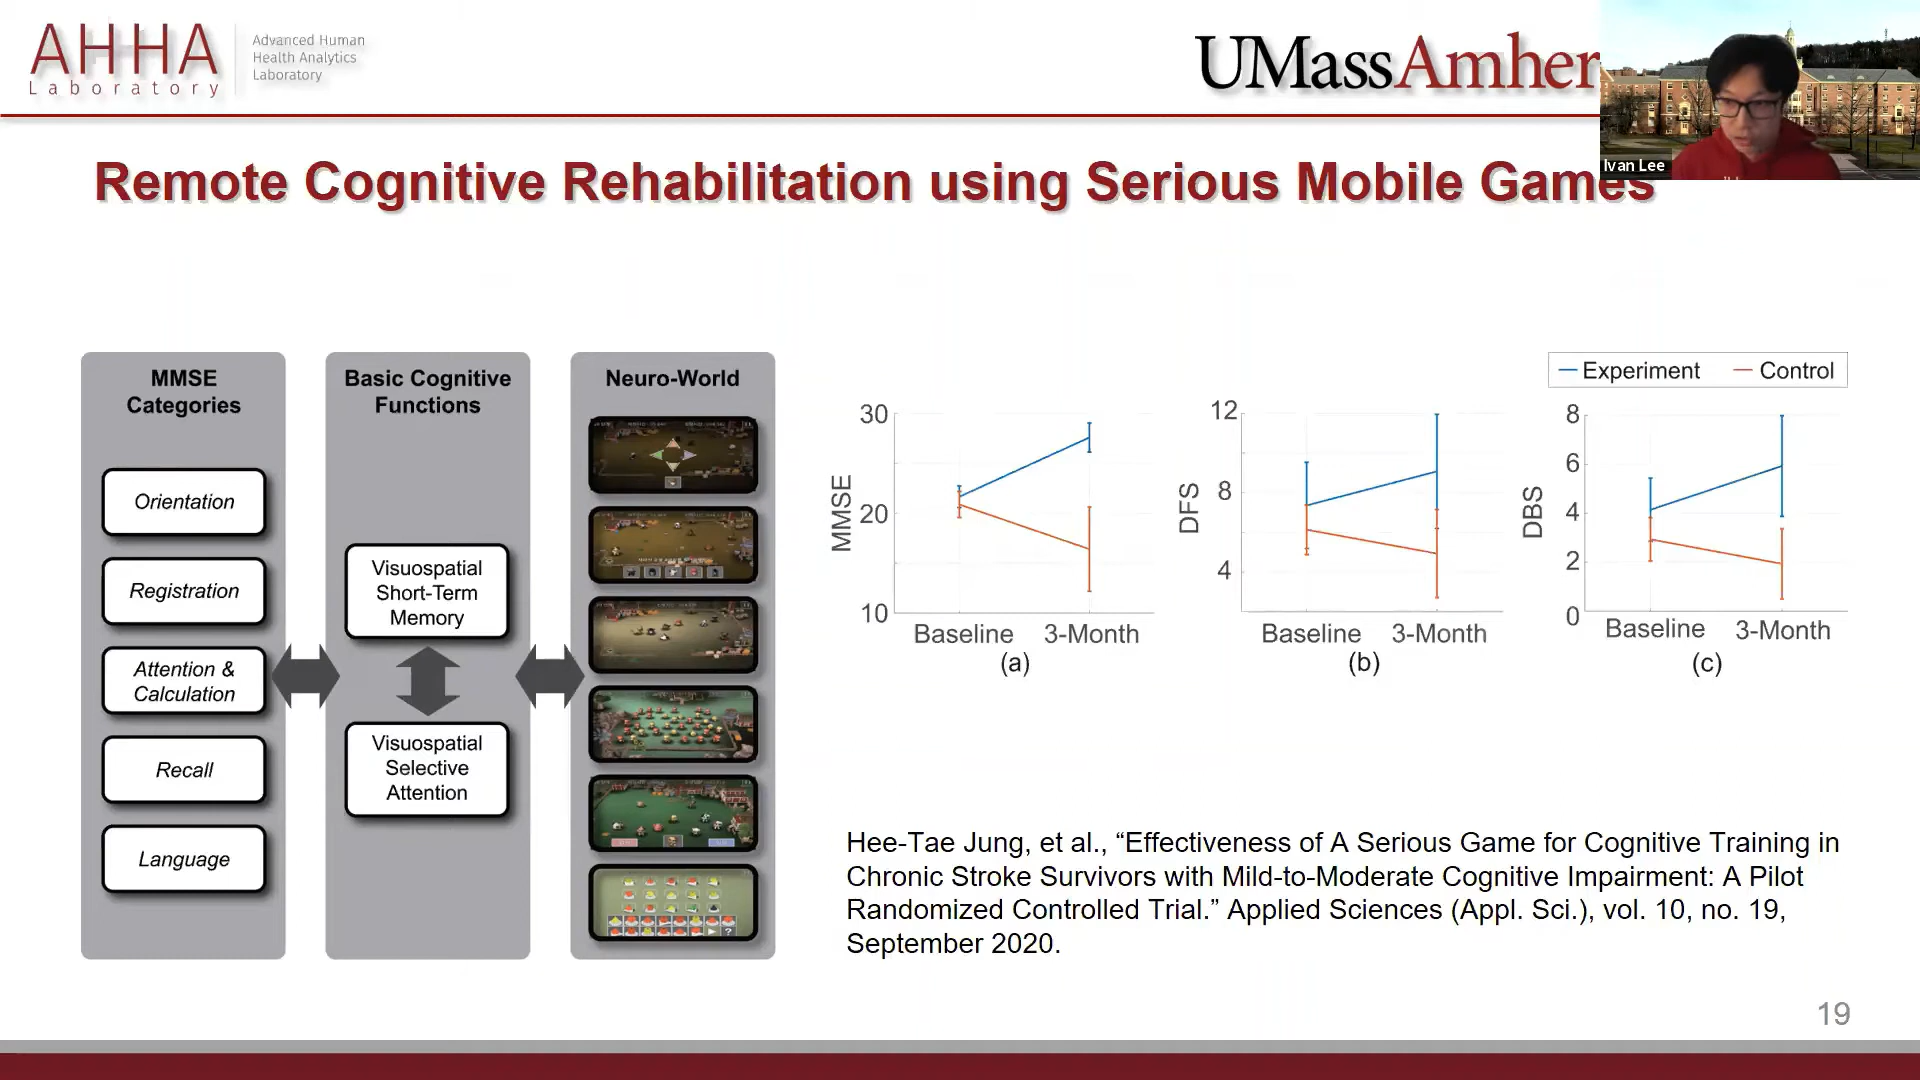 AHHA
Laboratory
Advanced Human
Health Analytics
Laboratory
UMassAmher
Ivan Lee
Remote Cognitive Rehabilitation using Serious Mobile Games
MMSE
Categories
Orientation
Registration
Attention &
Calculation
Recall
Language
Basic Cognitive
Functions
Visuospatial
Short-Term
Memory
Visuospatial
Selective
Attention
Neuro-World
Experiment
Control
30
20
10
MMSE
Baseline
3-Month
(a)
12
8
4
DFS
Baseline
3-Month
(b)
8
6
4
2
0
DBS
Baseline
3-Month
(c)
Hee-Tae Jung, et al., “Effectiveness of A Serious Game for Cognitive Training in
Chronic Stroke Survivors with Mild-to-Moderate Cognitive Impairment: A Pilot
Randomized Controlled Trial.” Applied Sciences (Appl. Sci.), vol. 10, no. 19,
September 2020.
19